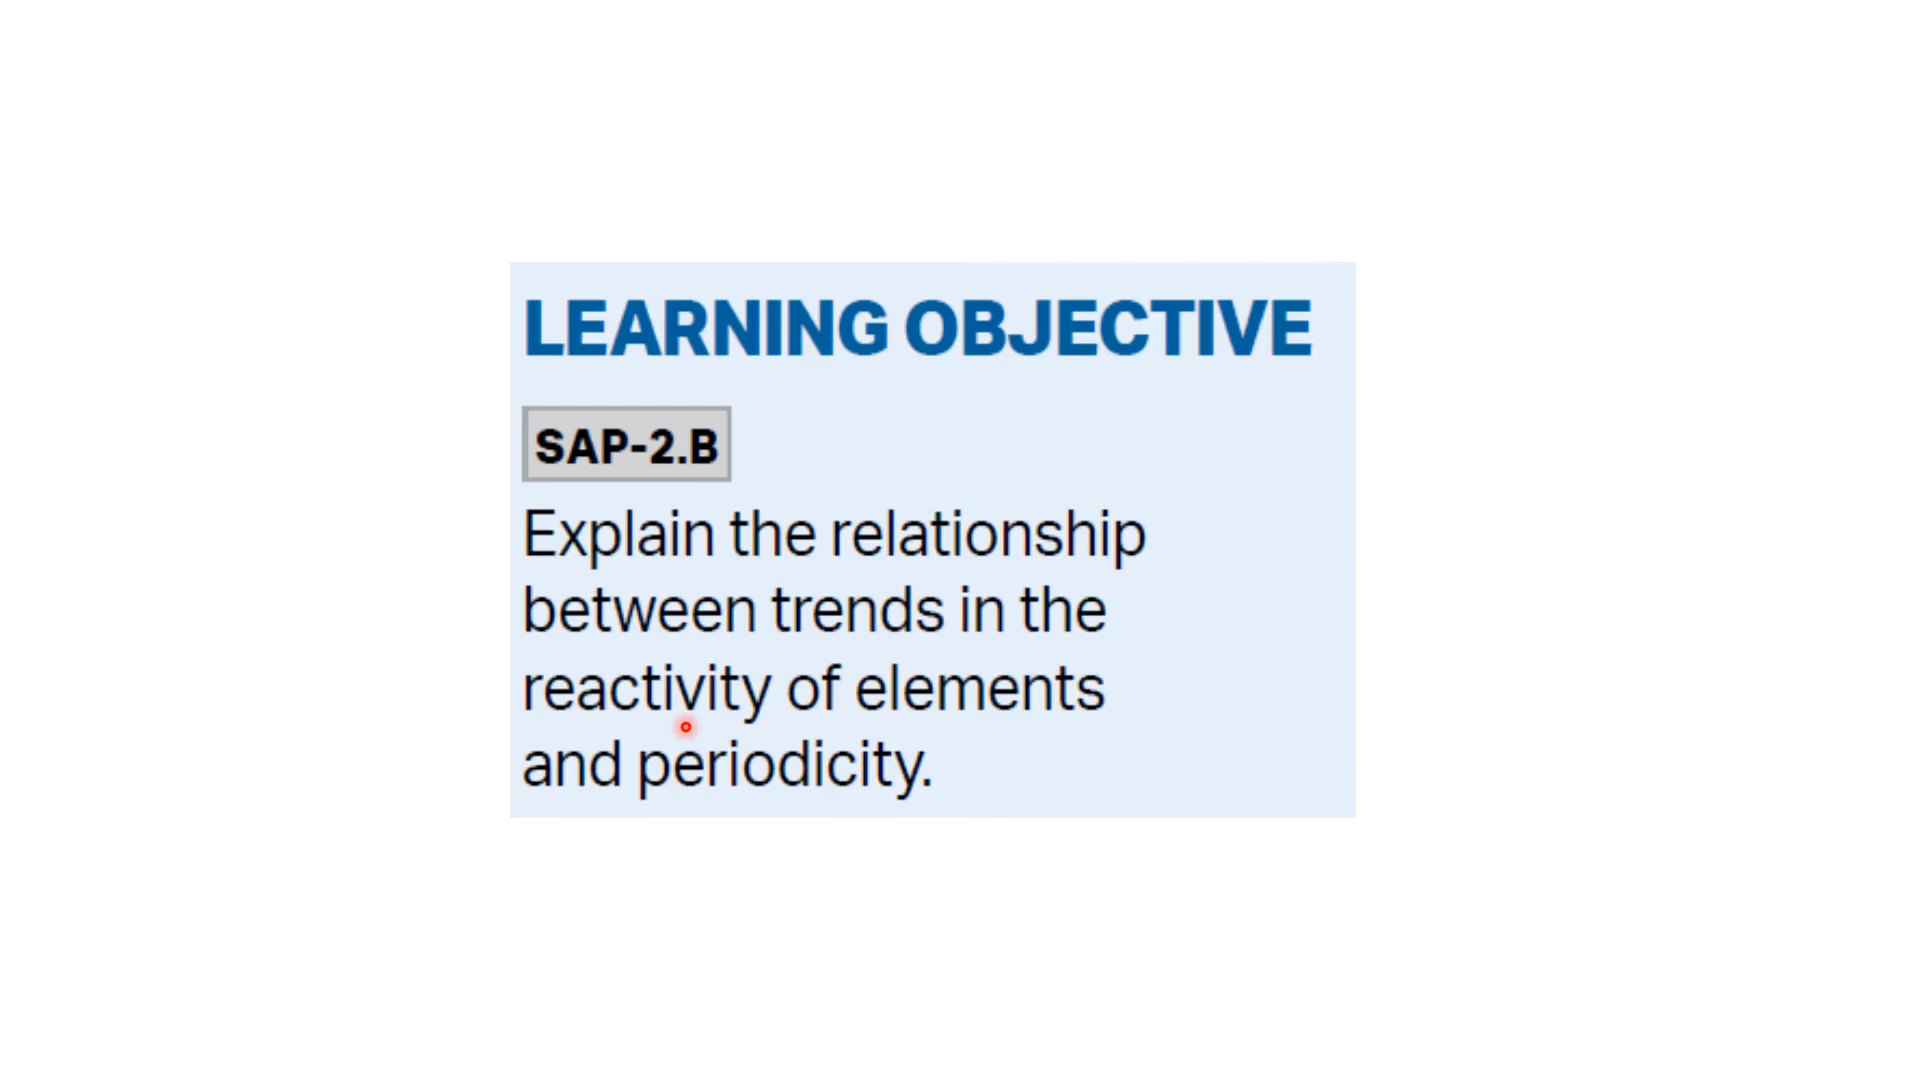 LEARNING OBJECTIVE
SAP-2.B
Explain the relationship
between trends in the
reactivity of elements
and periodicity.